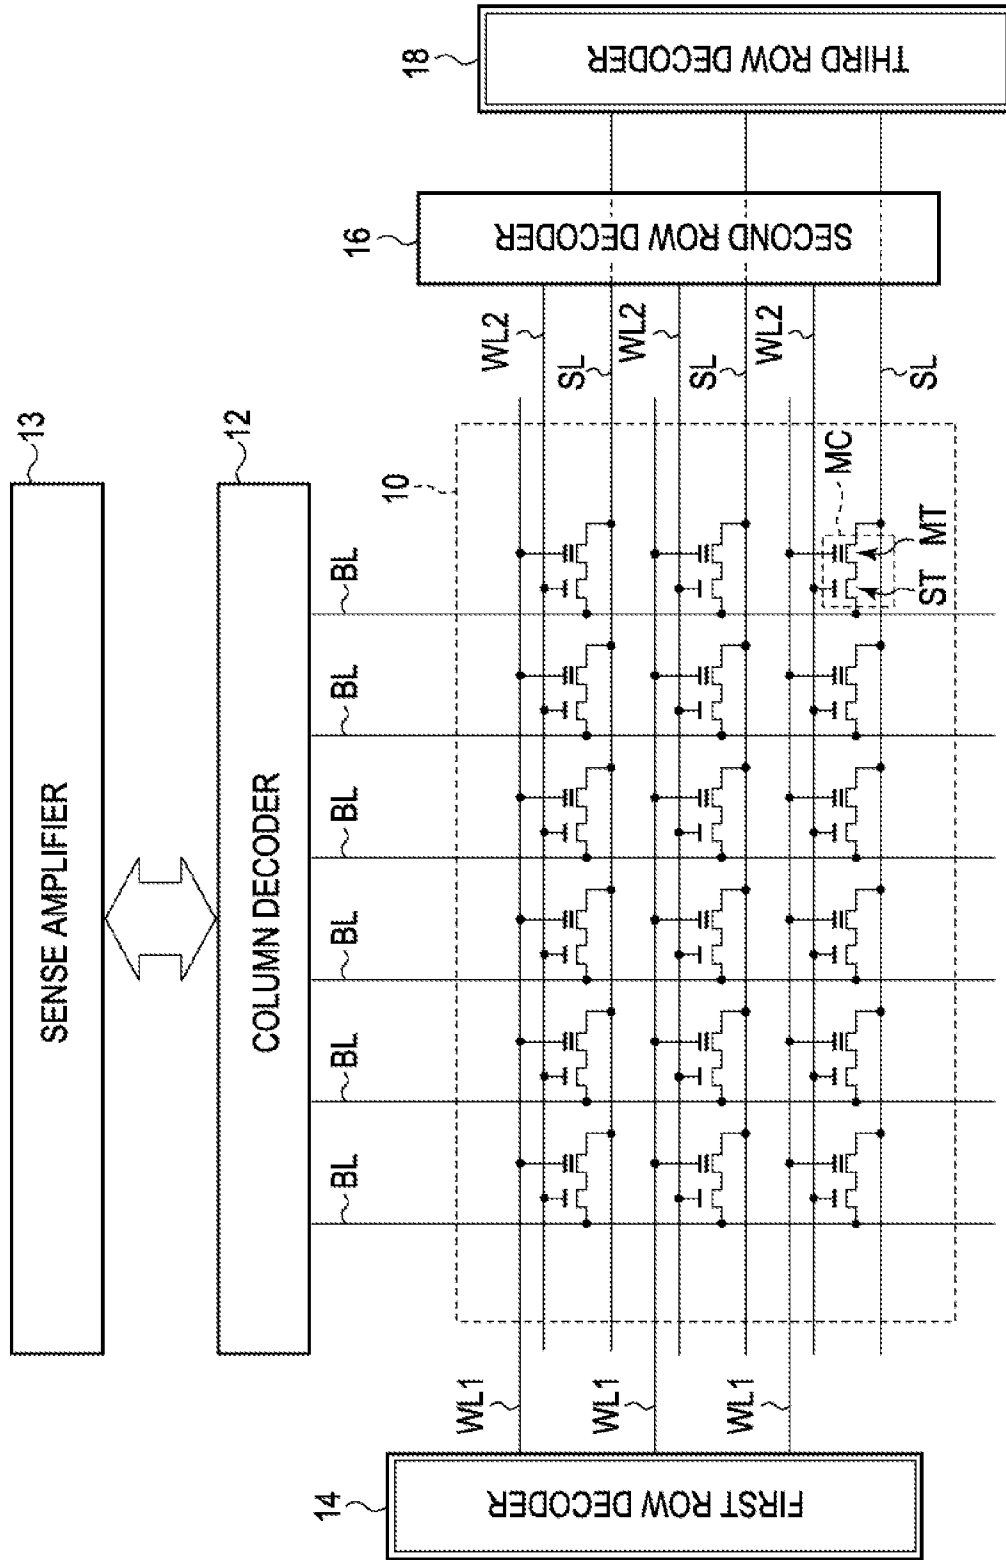 SENSE AMPLIFIER
13
COLUMN DECODER
12
BL
BL
BL
BL
BL
BL
10
FIRST ROW DECODER
14
WL1
WL1
WL1
WL2
SL
WL2
SL
WL2
SL
MC
MT
ST
SECOND ROW DECODER
16
THIRD ROW DECODER
18